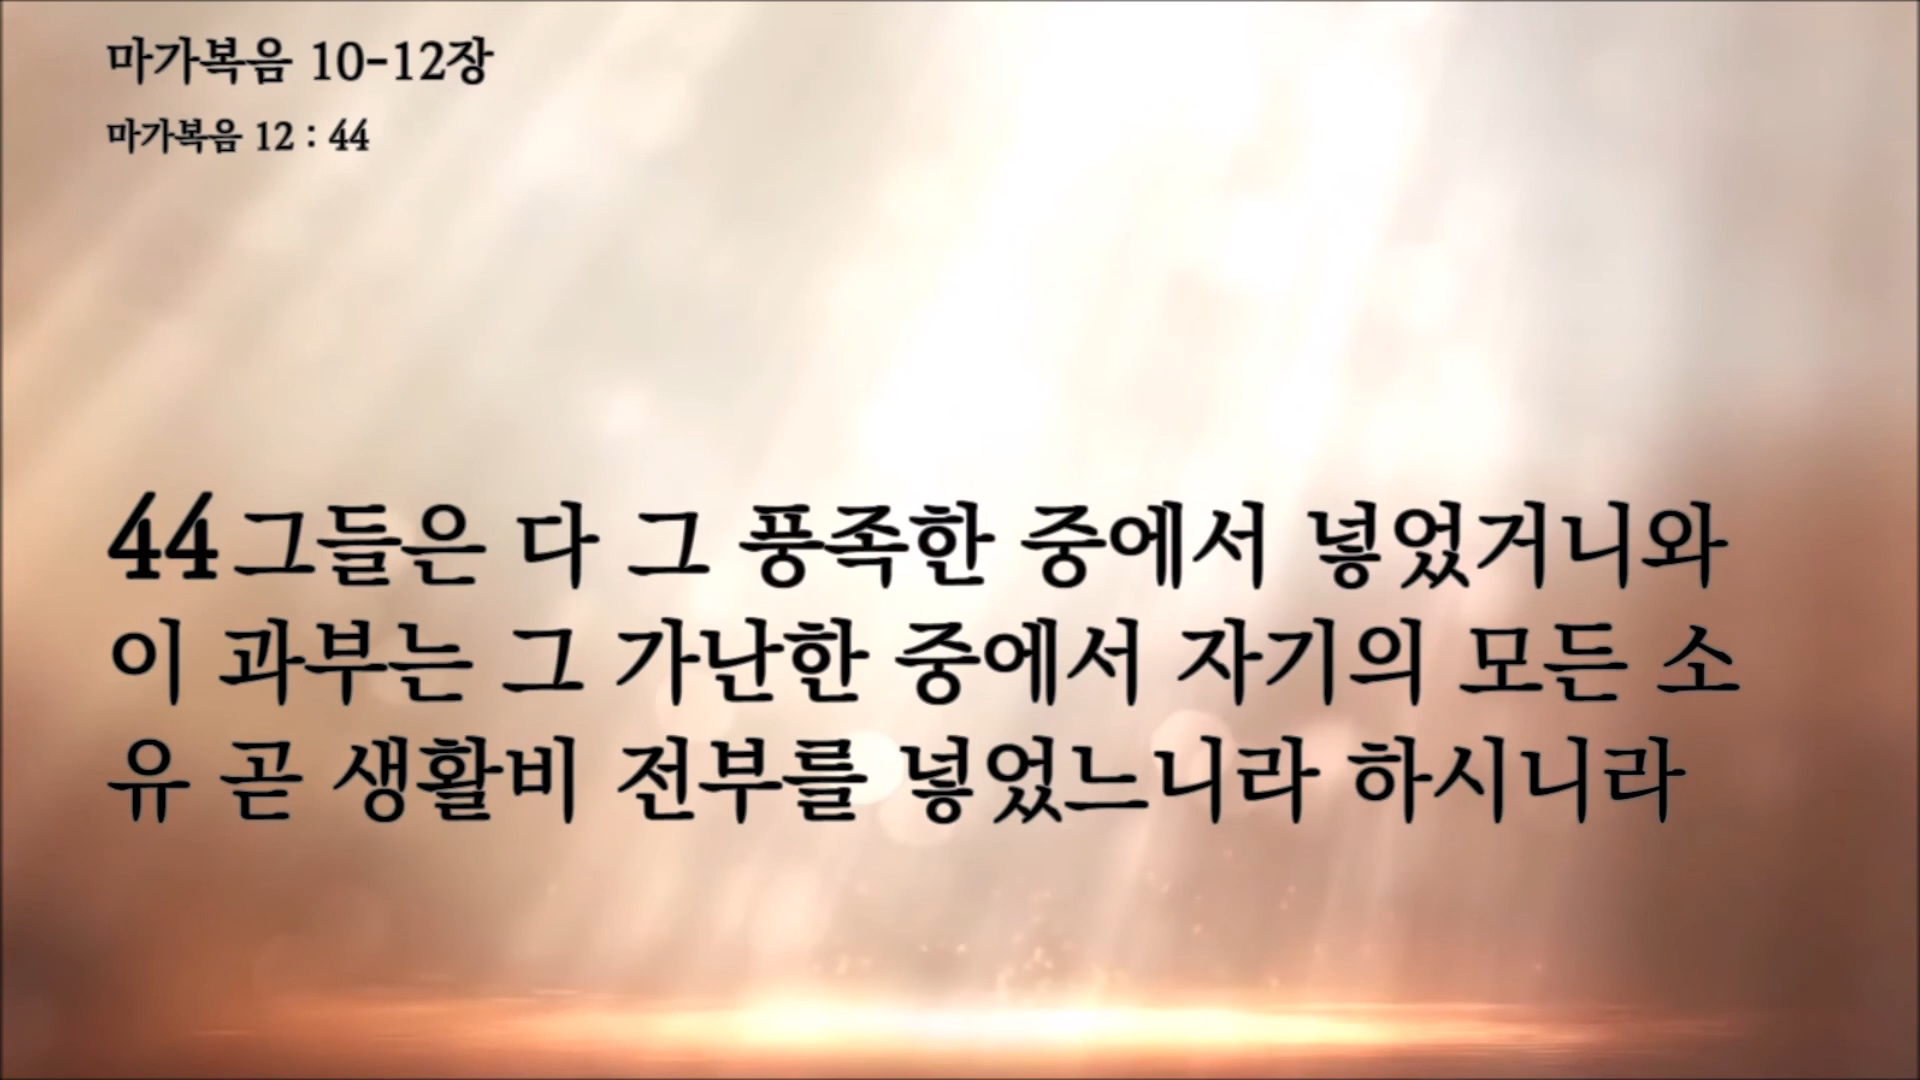 마가복음 10-12장
마가복음 12 : 44
44그들은 다 그 풍족한 중에서 넣었거니와
이 과부는 그 가난한 중에서 자기의 모든 소
유 곧 생활비 전부를 넣었느니라 하시니라